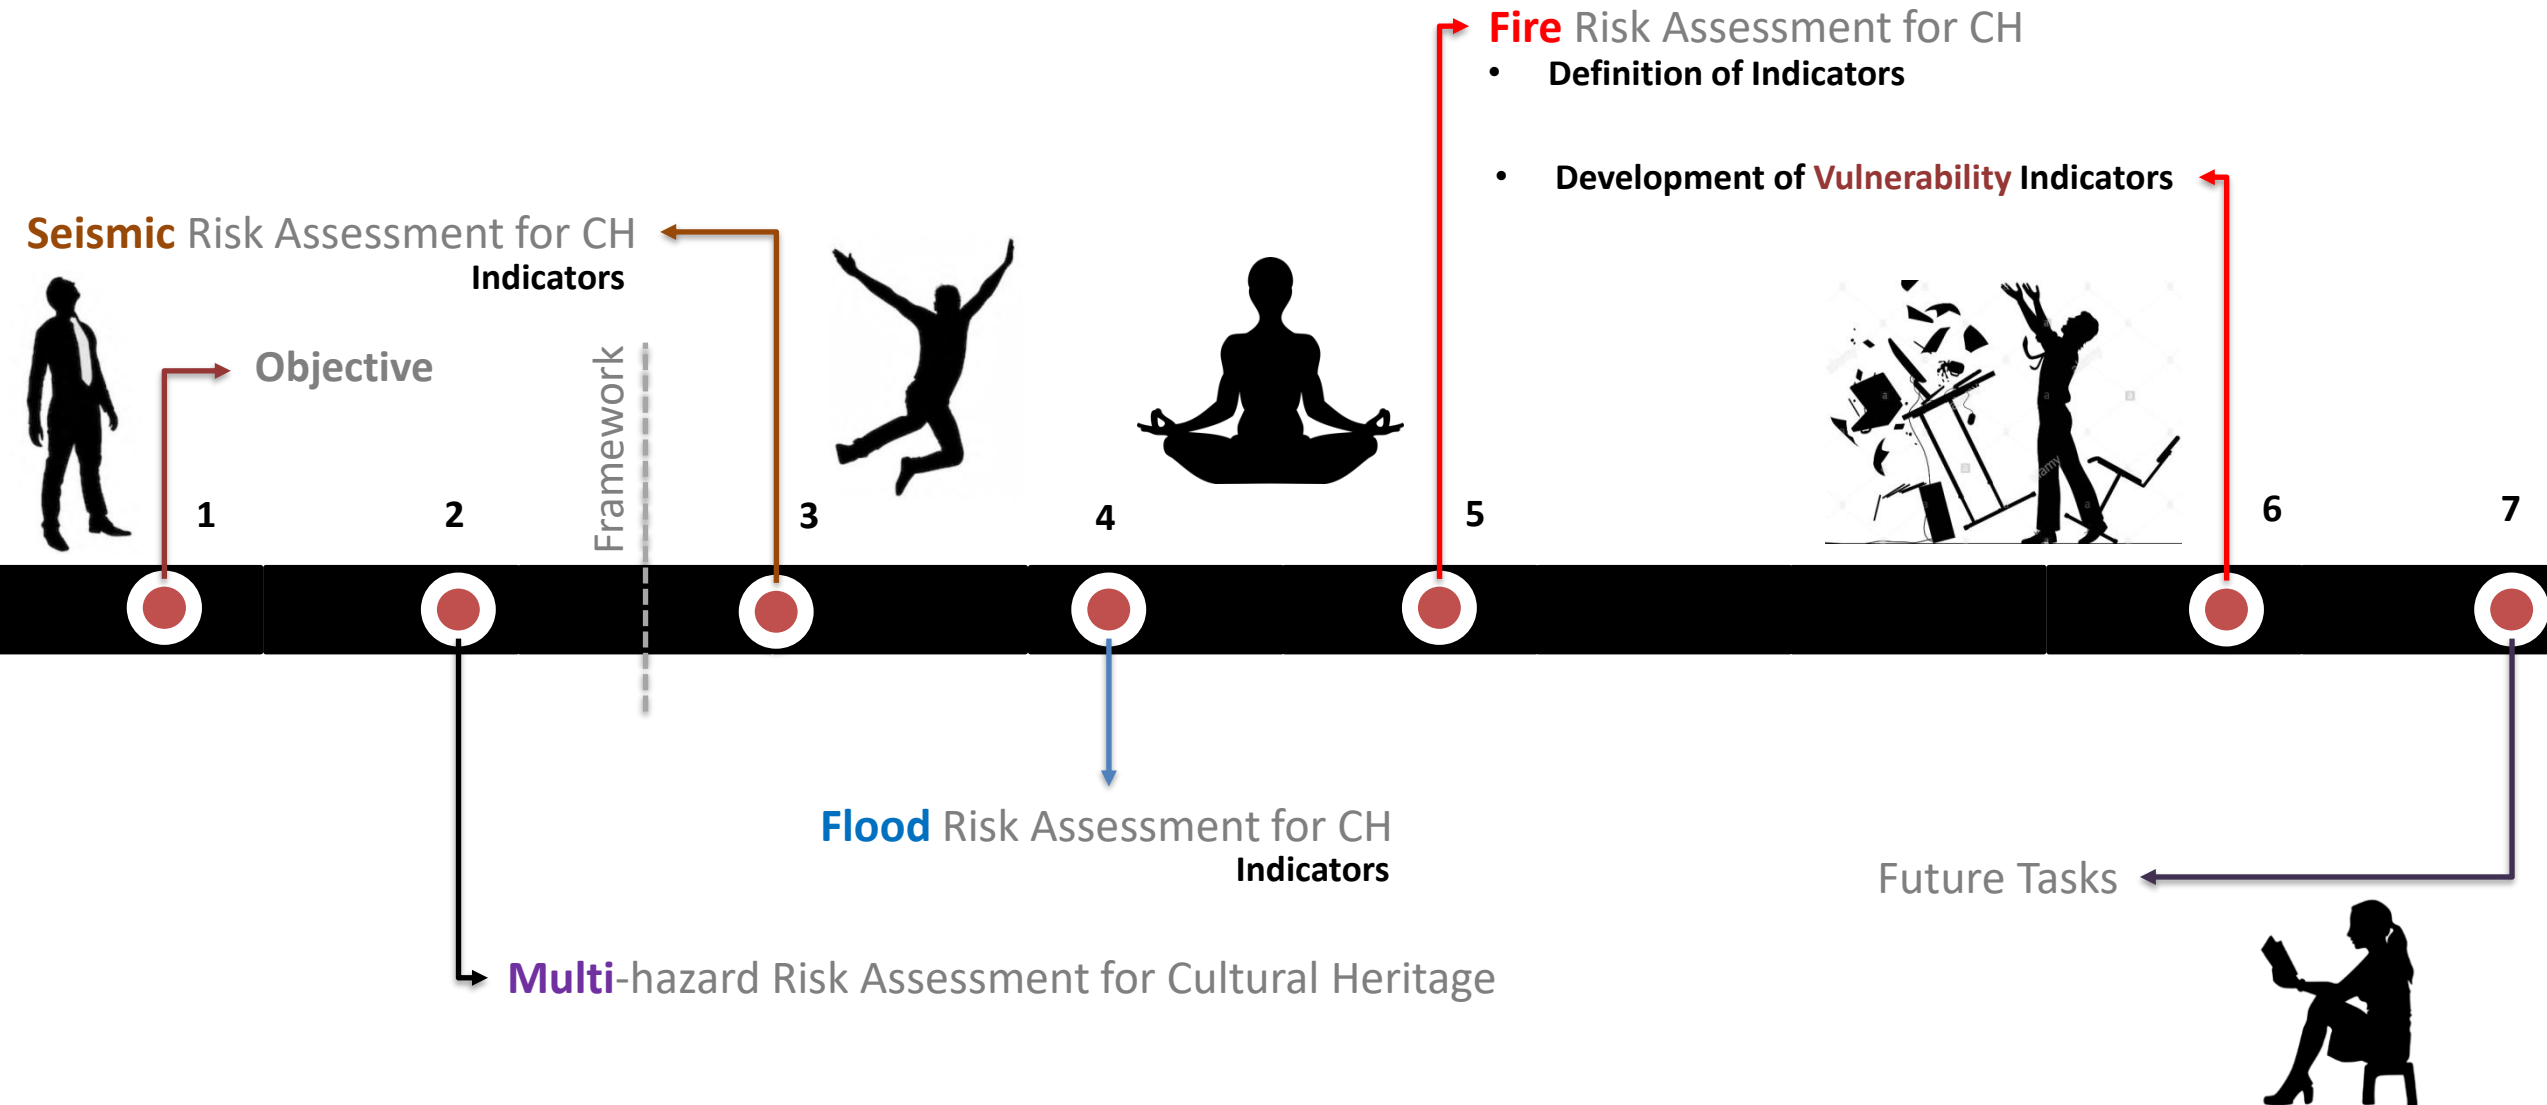 Fire Risk Assessment for CH
• Definition of Indicators
• Development of Vulnerability Indicators
Seismic Risk Assessment for CH
Indicators
Objective
Framework
1
2
3
4
5
6
7
Flood Risk Assessment for CH
Indicators
Future Tasks
Multi-hazard Risk Assessment for Cultural Heritage